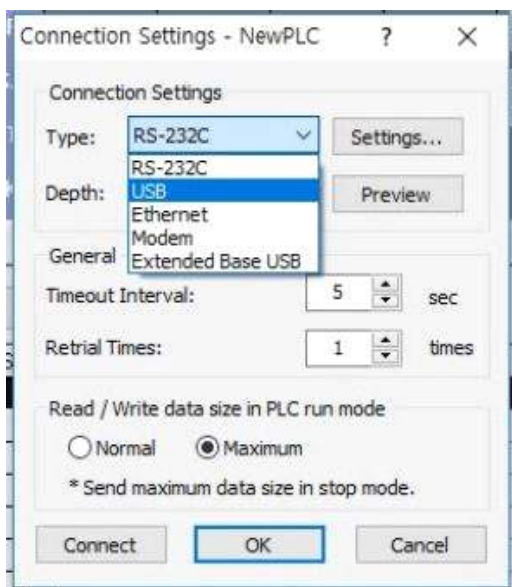 Connection Settings - NewPLC ? ×
Connection Settings
Type: RS-232C Settings...
RS-232C
USB
Depth: Preview
Ethernet
Modem
General
Extended Base USB
Timeout Interval: 5 sec
Retrial Times: 1 times
Read / Write data size in PLC run mode
Normal Maximum
* Send maximum data size in stop mode.
Connect OK Cancel